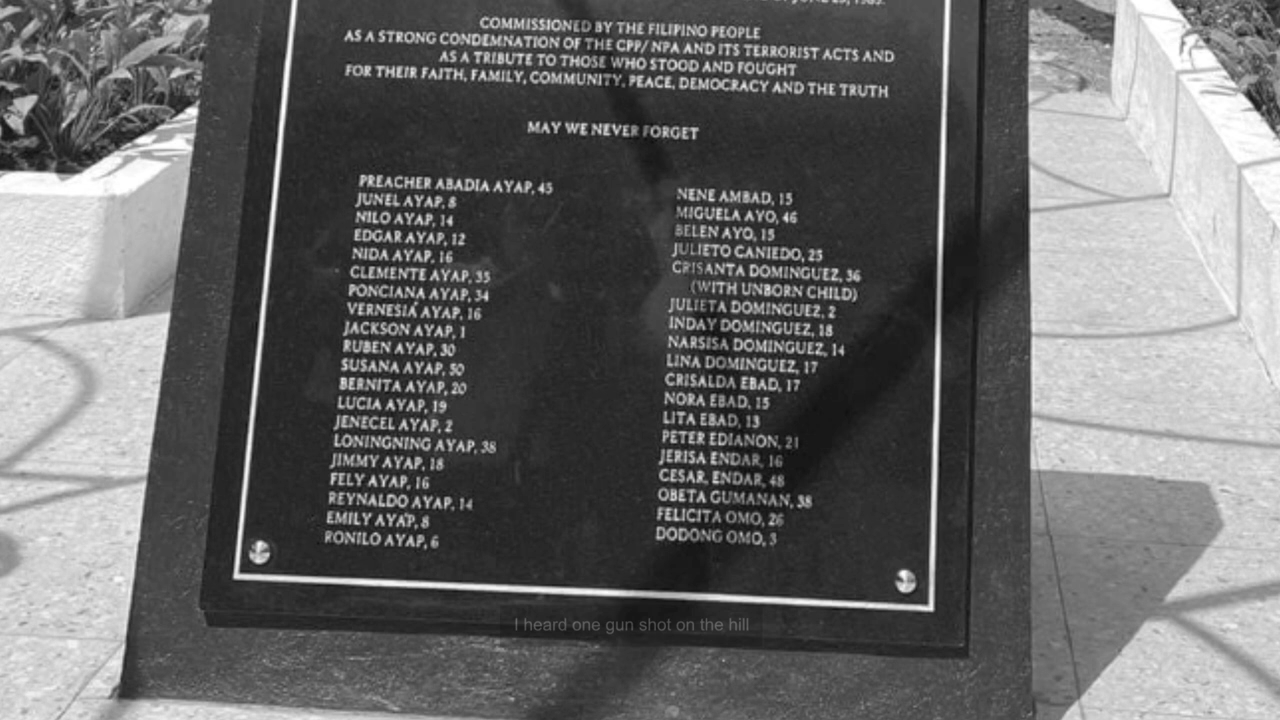 COMMISSIONED BY THE FILIPINO PEOPLE
AS A STRONG CONDEMNATION OF THE CPP/ NPA AND ITS TERRORIST ACTS AND
AS A TRIBUTE TO THOSE WHO STOOD AND FOUGHT
FOR THEIR FAITH, FAMILY, COMMUNITY, PEACE, DEMOCRACY AND THE TRUTH
MAY WE NEVER FORGET
PREACHER ABADIA AYAP, 45
JUNEL AYAP, 8
NILO AYAP, 14
EDGAR AYAP, 12
NIDA AYAP, 16
CLEMENTE AYAP, 35
PONCIANA AYAP, 34
VERNESIA AYAP, 16
JACKSON AYAP, 1
RUBEN AYAP, 30
SUSANA AYAP, 50
BERNITA AYAP, 20
LUCIA AYAP, 19
JENECEL AYAP, 2
LONINGNING AYAP, 38
JIMMY AYAP, 18
FELY AYAP, 16
REYNALDO AYAP, 14
EMILY AYAP, 8
RONILO AYAP, 6
NENE AMBAD, 15
MIGUELA AYO, 46
BELEN AYO, 15
JULIETO CANIEDO, 25
CRISANTA DOMINGUEZ, 36
(WITH UNBORN CHILD)
JULIETA DOMINGUEZ, 2
INDAY DOMINGUEZ, 18
NARSISA DOMINGUEZ, 14
LINA DOMINGUEZ, 17
CRISALDA EBAD, 17
NORA EBAD, 15
LITA EBAD, 13
PETER EDIANON, 21
JERISA ENDAR, 16
CESAR, ENDAR, 48
OBETA GUMANAN, 38
FELICITA OMO, 26
DODONG OMO, 3
I heard one gun shot on the hill